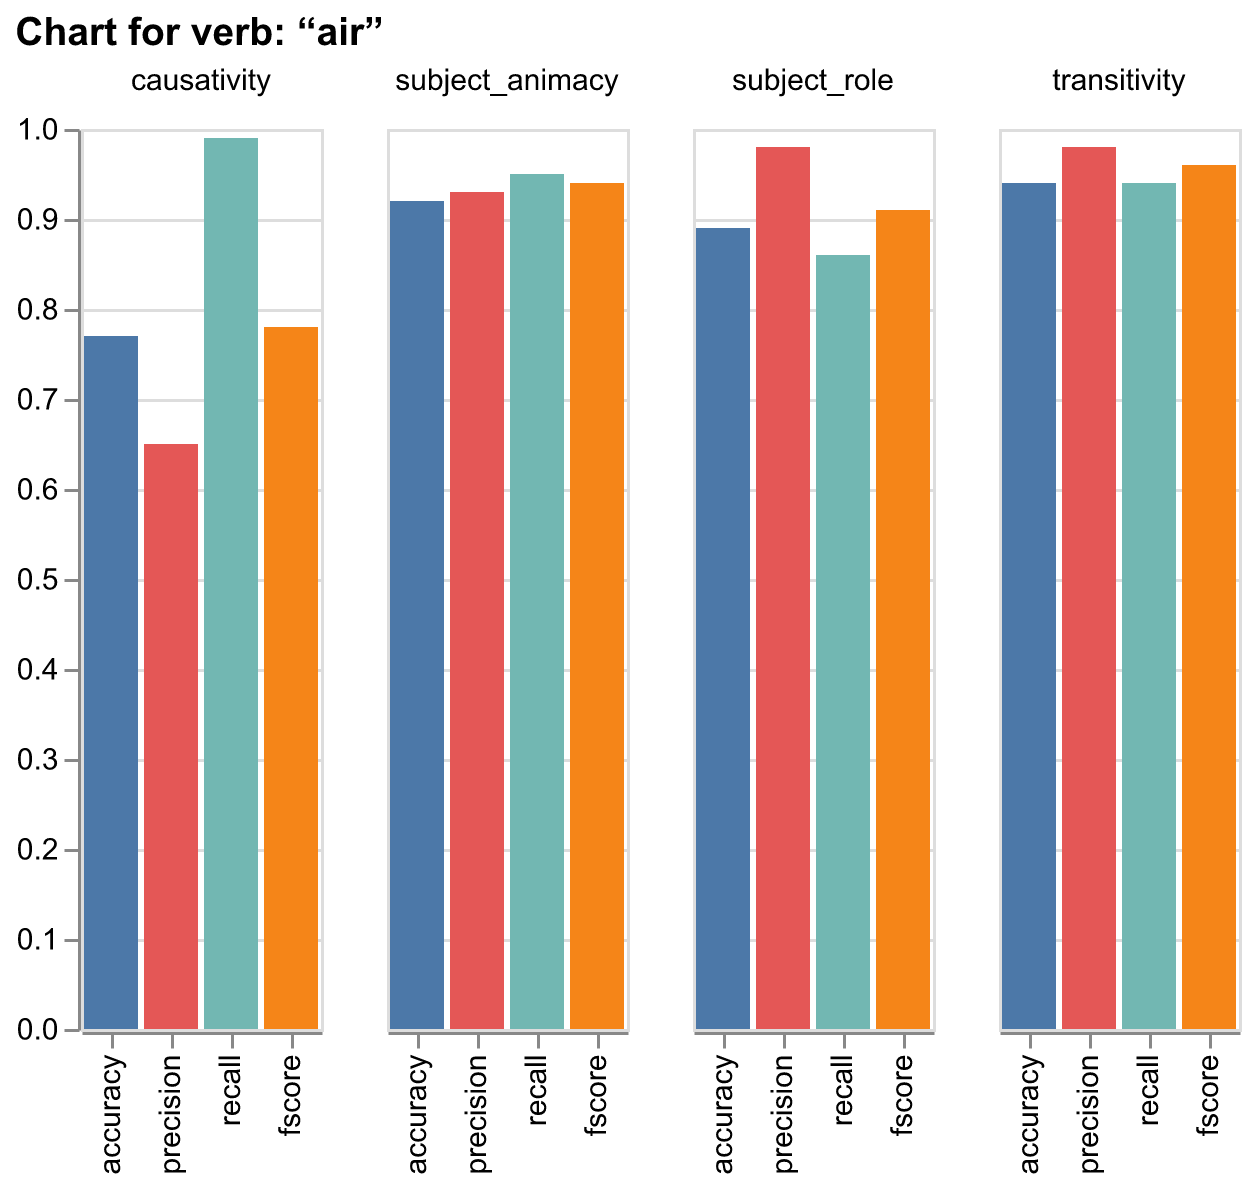 Chart for verb: “air”
causativity
subject_animacy
subject_role
transitivity
1.0
0.9
0.8
0.7
0.6
0.5
0.4
0.3
0.2
0.1
0.0
accuracy
precision
recall
fscore
accuracy
precision
recall
fscore
accuracy
precision
recall
fscore
accuracy
precision
recall
fscore